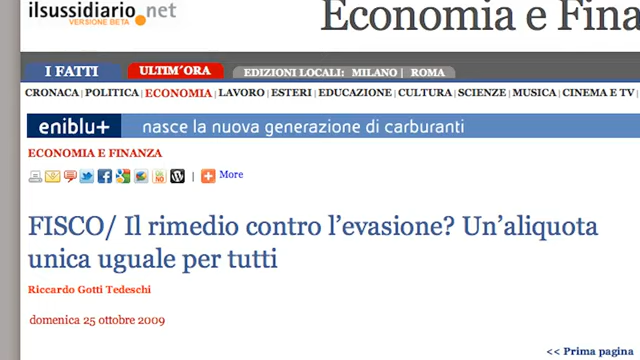 ilsussidiario.net
VERSIONE BETA
Economia e Fina
I FATTI
ULTIM´ORA
EDIZIONI LOCALI: MILANO | ROMA
CRONACA | POLITICA | ECONOMIA | LAVORO | ESTERI | EDUCAZIONE | CULTURA | SCIENZE | MUSICA | CINEMA E TV
eniblu+ nasce la nuova generazione di carburanti
ECONOMIA E FINANZA
More
FISCO/ Il rimedio contro l'evasione? Un'aliquota
unica uguale per tutti
Riccardo Gotti Tedeschi
domenica 25 ottobre 2009
<< Prima pagina